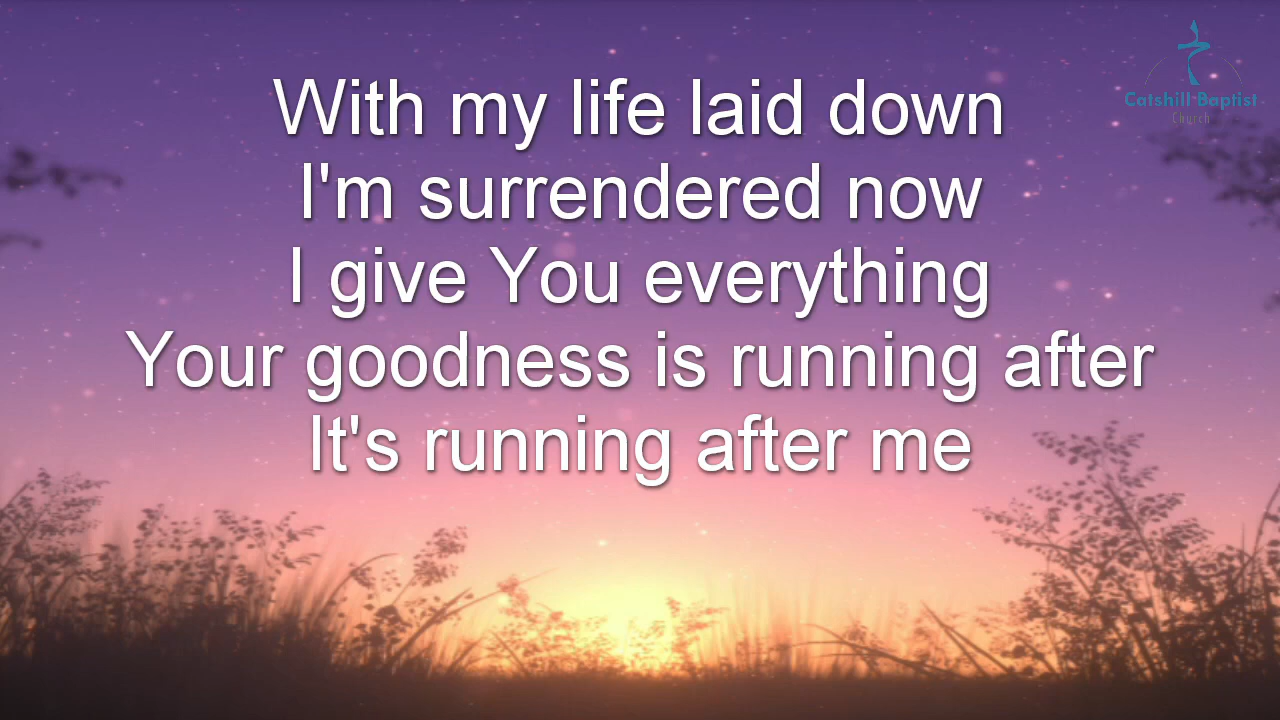 Catshill Baptist
Church
With my life laid down
I'm surrendered now
I give You everything
Your goodness is running after
It's running after me